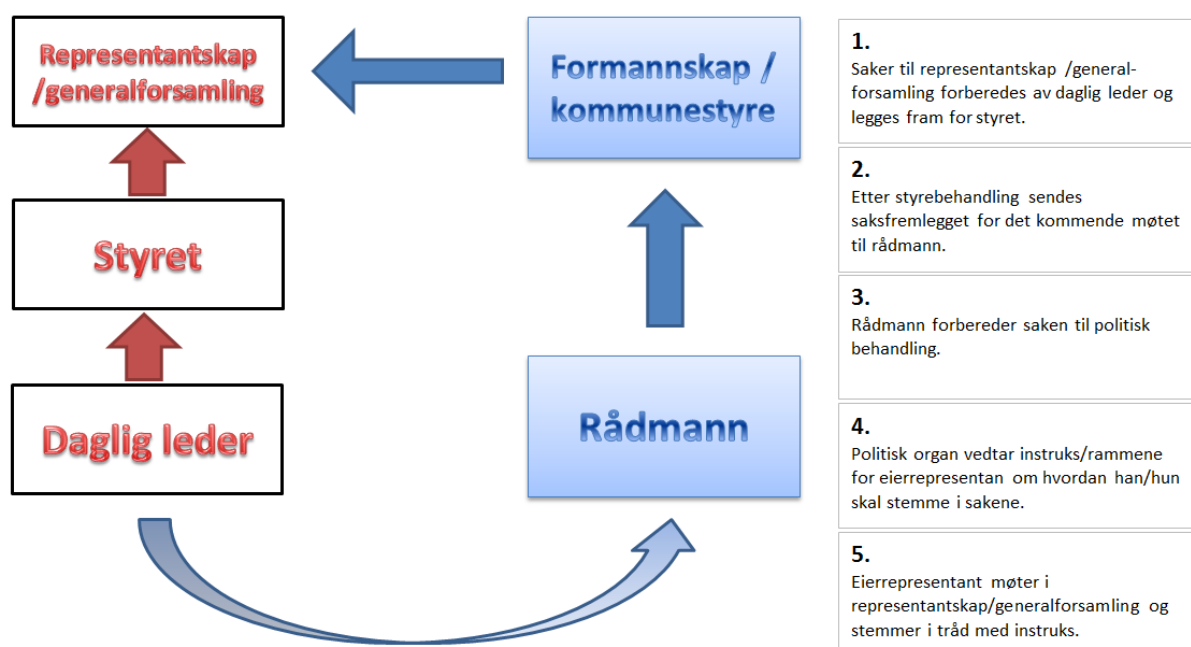 Representantskap
/generalforsamling
Styret
Daglig leder
Formannskap /
kommunestyre
Rådmann
1.
Saker til representantskap /general-
forsamling forberedes av daglig leder og
legges fram for styret.
2.
Etter styrebehandling sendes
saksfremlegget for det kommende møtet
til rådmann.
3.
Rådmann forbereder saken til politisk
behandling.
4.
Politisk organ vedtar instruks/rammene
for eierrepresentan om hvordan han/hun
skal stemme i sakene.
5.
Eierrepresentant møter i
representantskap/generalforsamling og
stemmer i tråd med instruks.